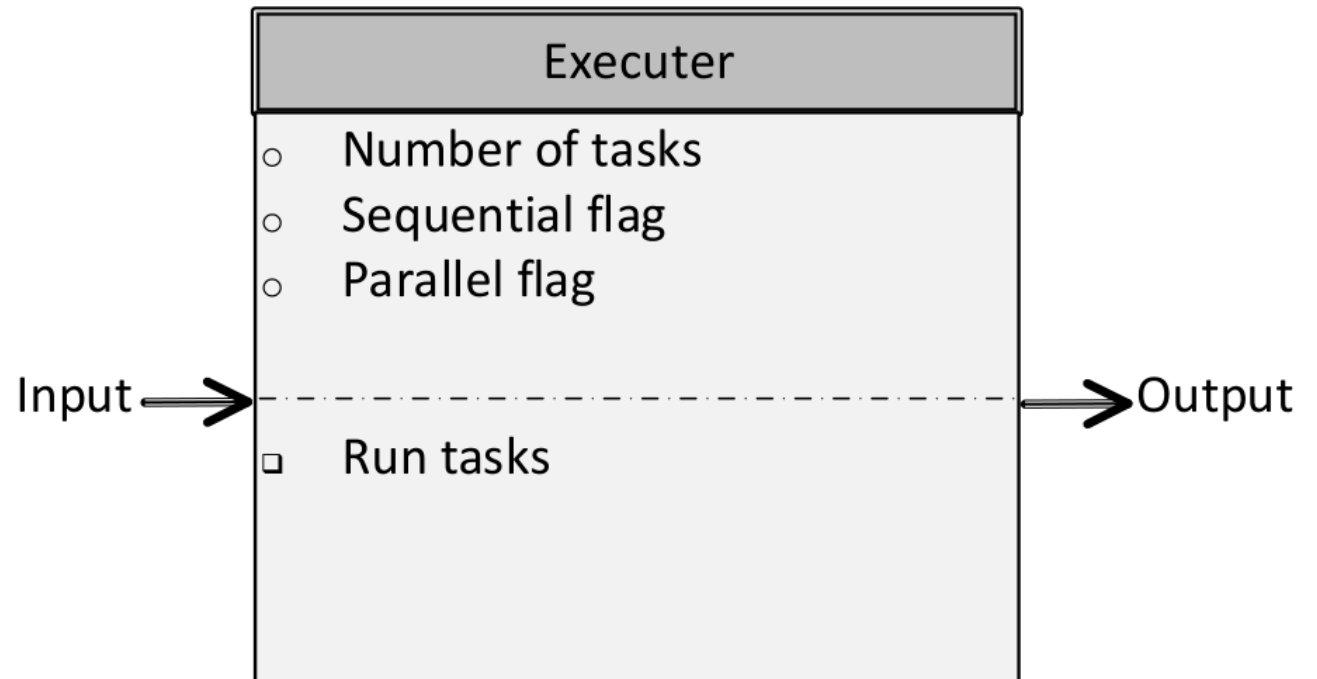 Executer
Number of tasks
Sequential flag
Parallel flag
Input
Output
Run tasks